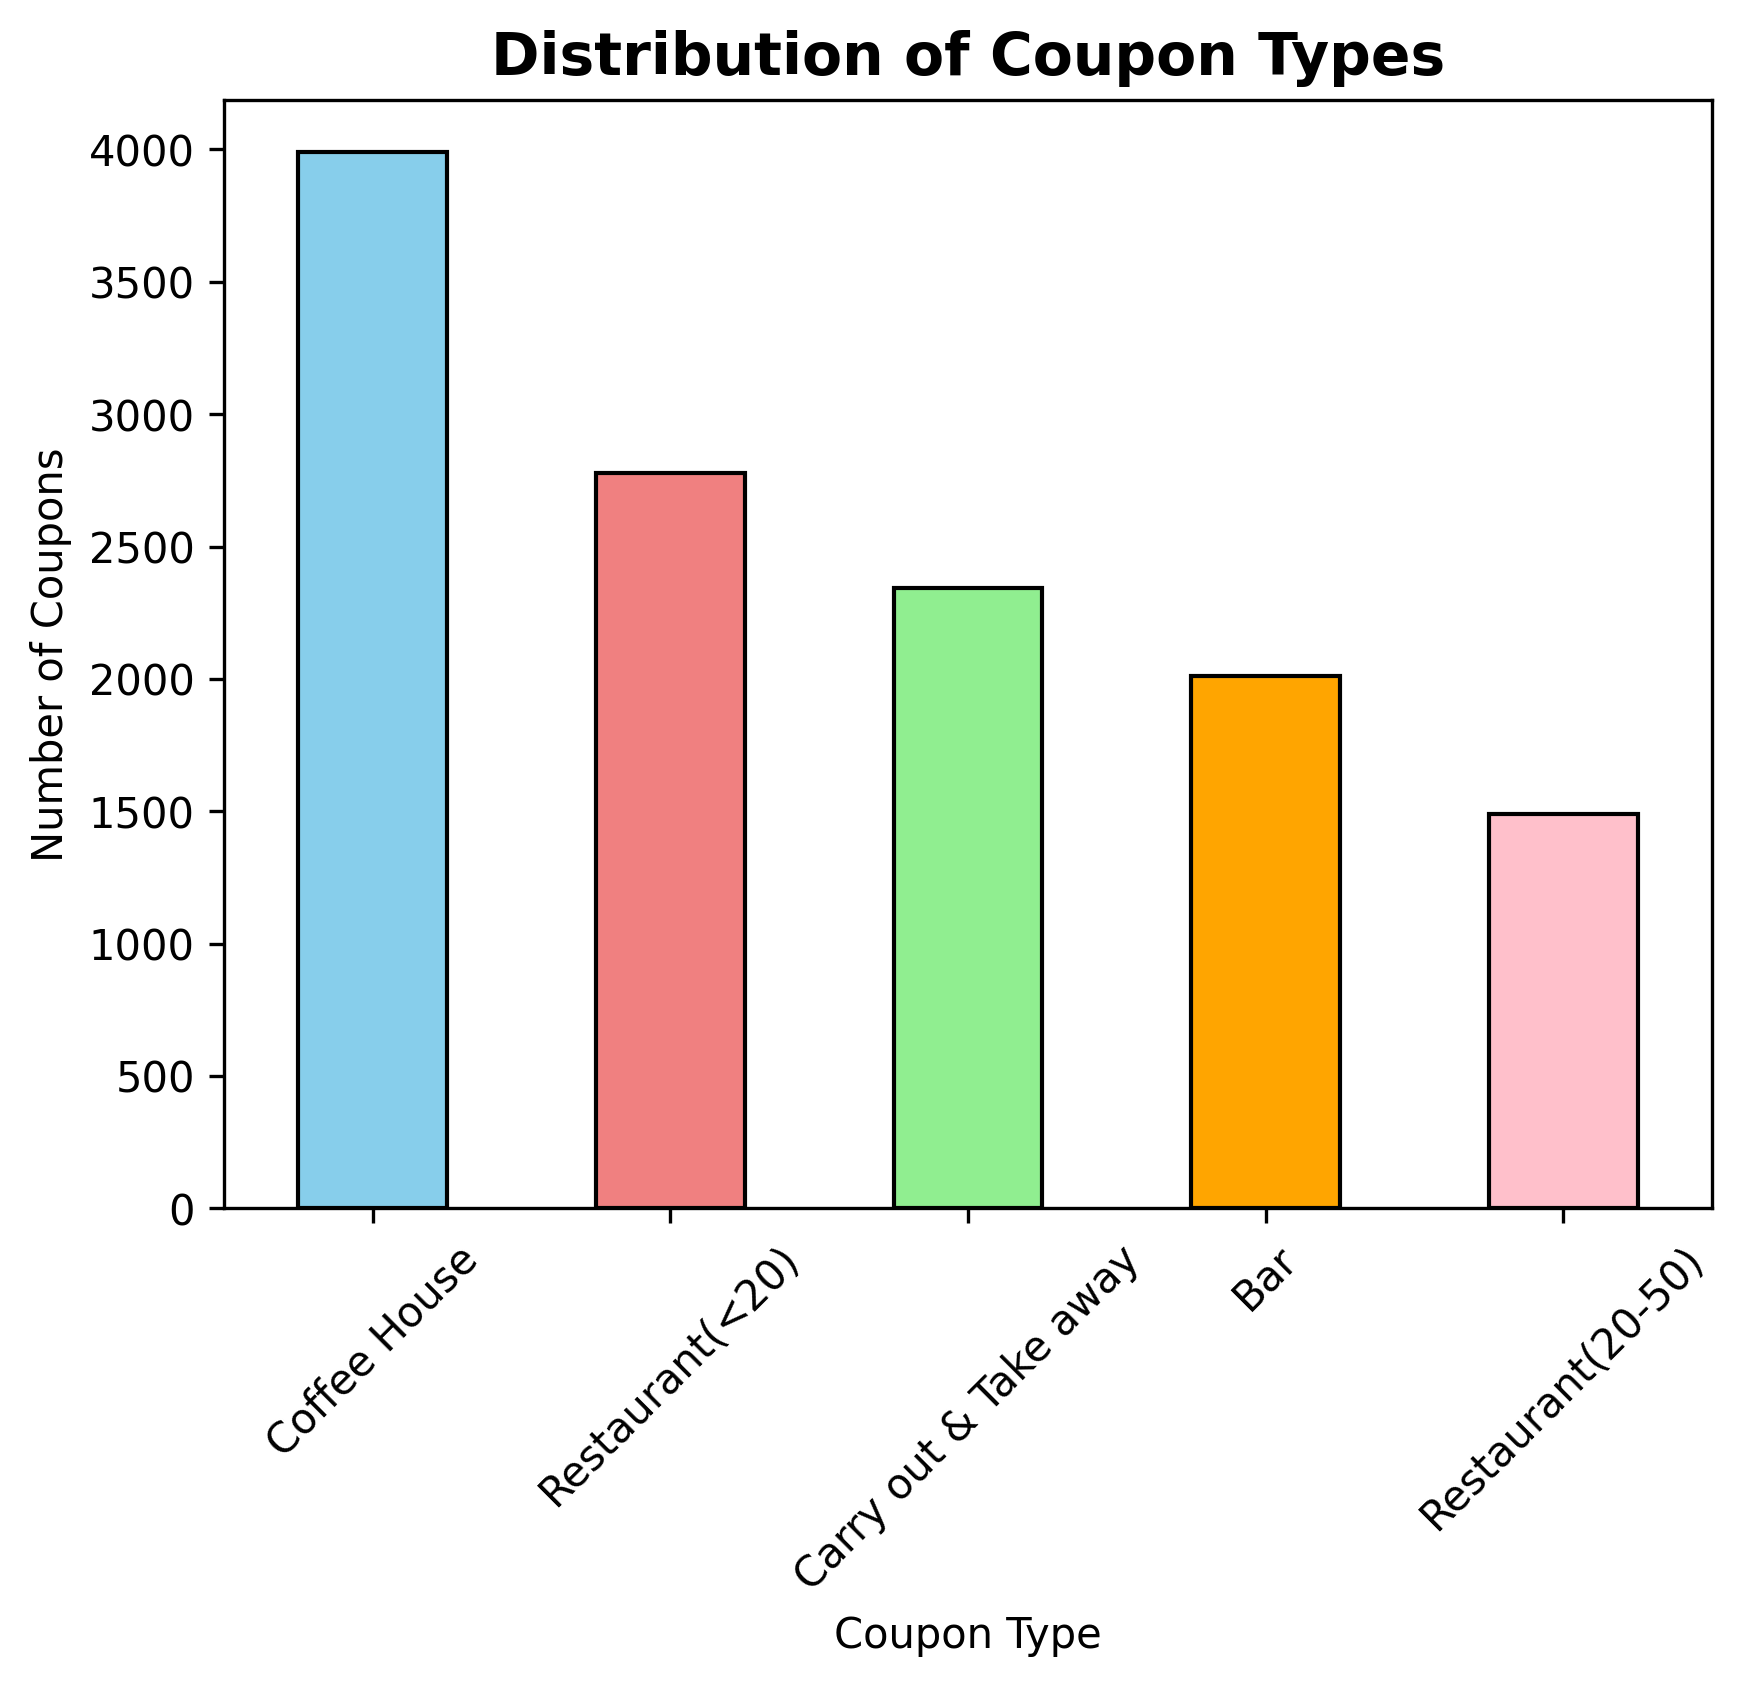 Distribution of Coupon Types
Number of Coupons
4000
3500
3000
2500
2000
1500
1000
500
0
Coffee House
Restaurant(<20)
Carry out & Take away
Bar
Restaurant(20-50)
Coupon Type